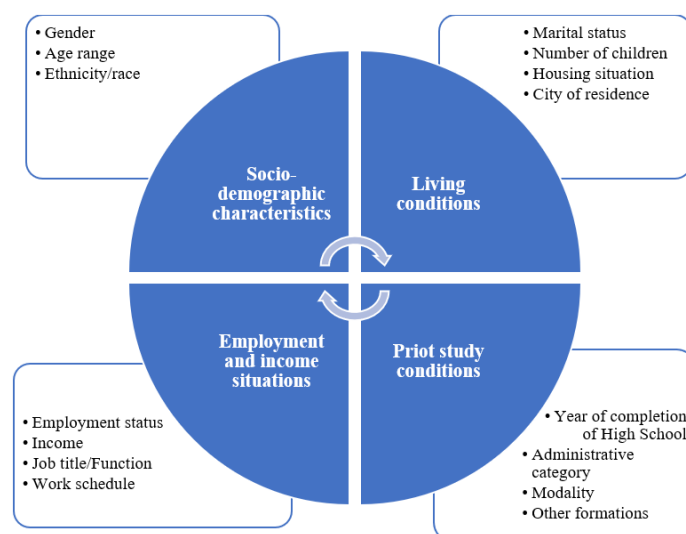 • Gender
• Age range
• Ethnicity/race
• Marital status
• Number of children
• Housing situation
• City of residence
Socio-
demographic
characteristics
Living
conditions
Employment
and income
situations
Priot study
conditions
• Employment status
• Income
• Job title/Function
• Work schedule
• Year of completion
of High School
• Administrative
category
• Modality
• Other formations